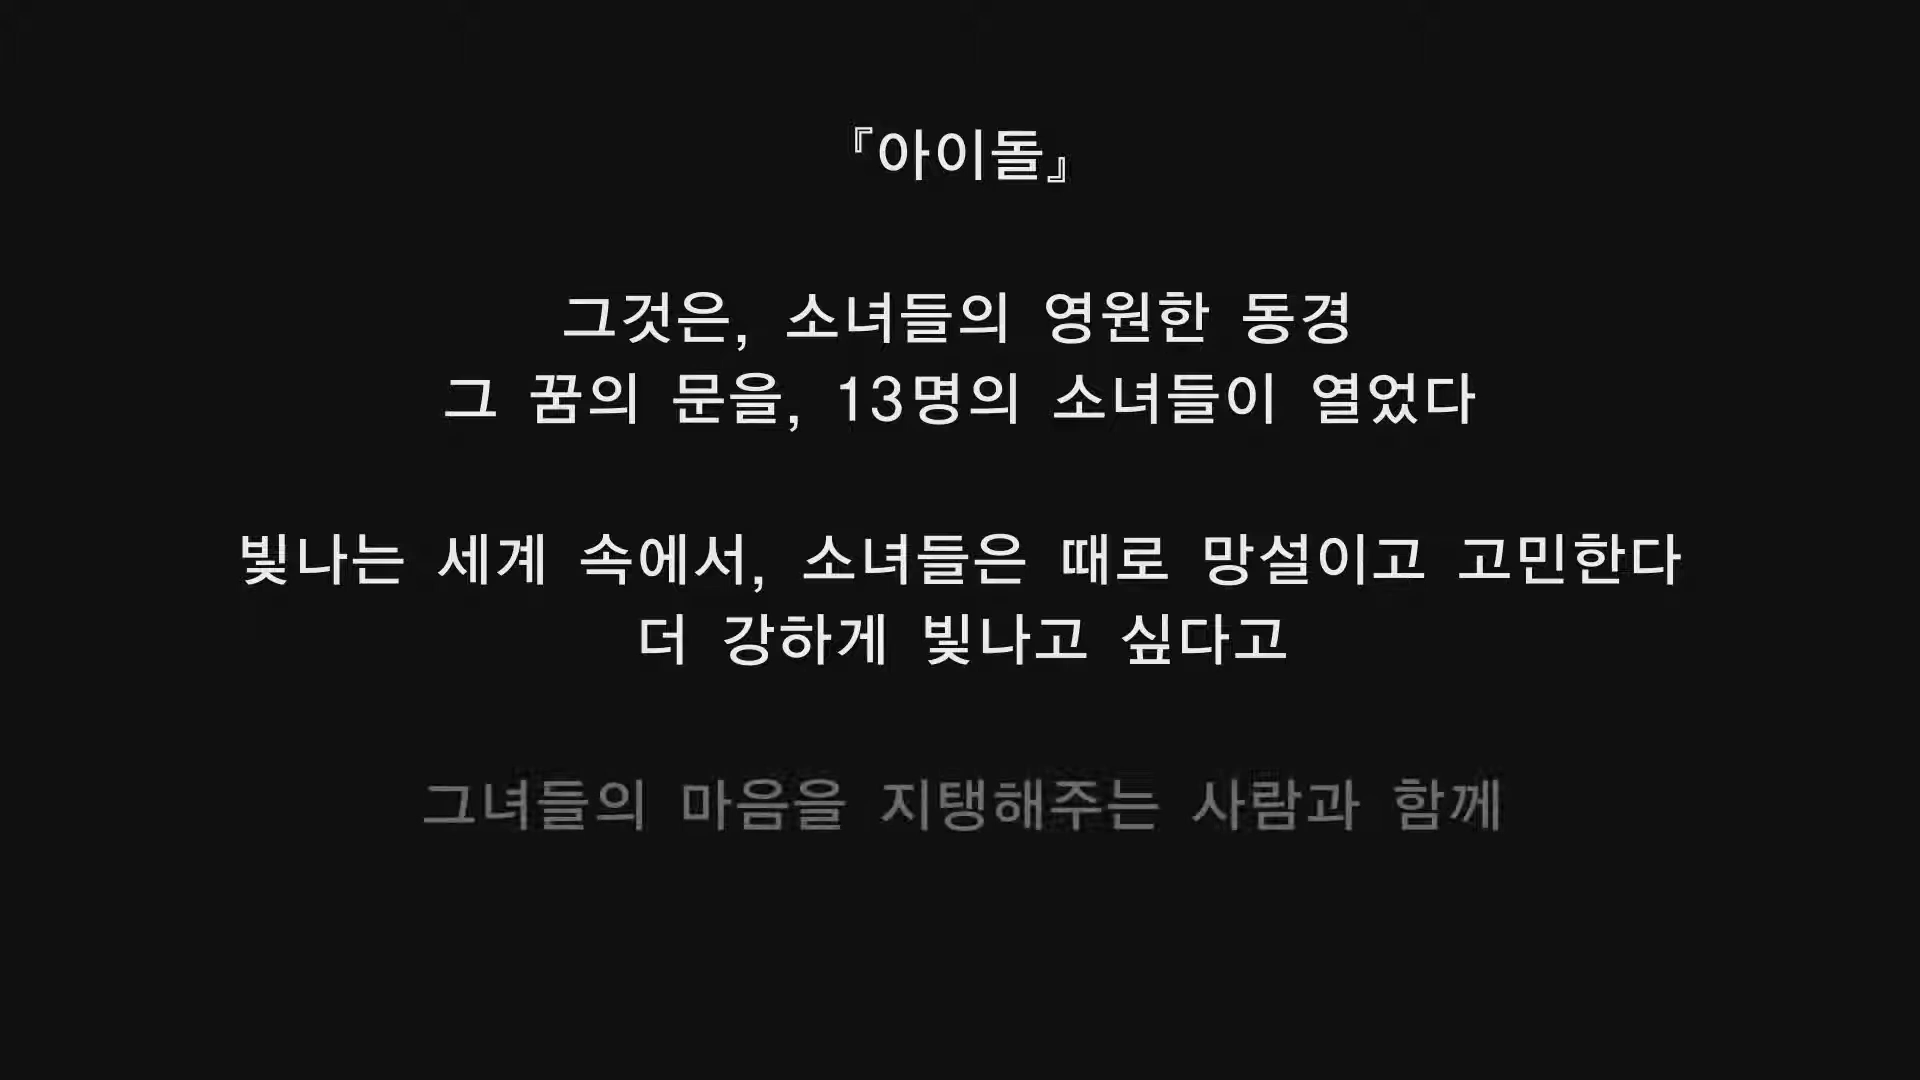 『아이돌』
그것은, 소녀들의 영원한 동경
그 꿈의 문을, 13명의 소녀들이 열었다
빛나는 세계 속에서, 소녀들은 때로 망설이고 고민한다
더 강하게 빛나고 싶다고
그녀들의 마음을 지탱해주는 사람과 함께